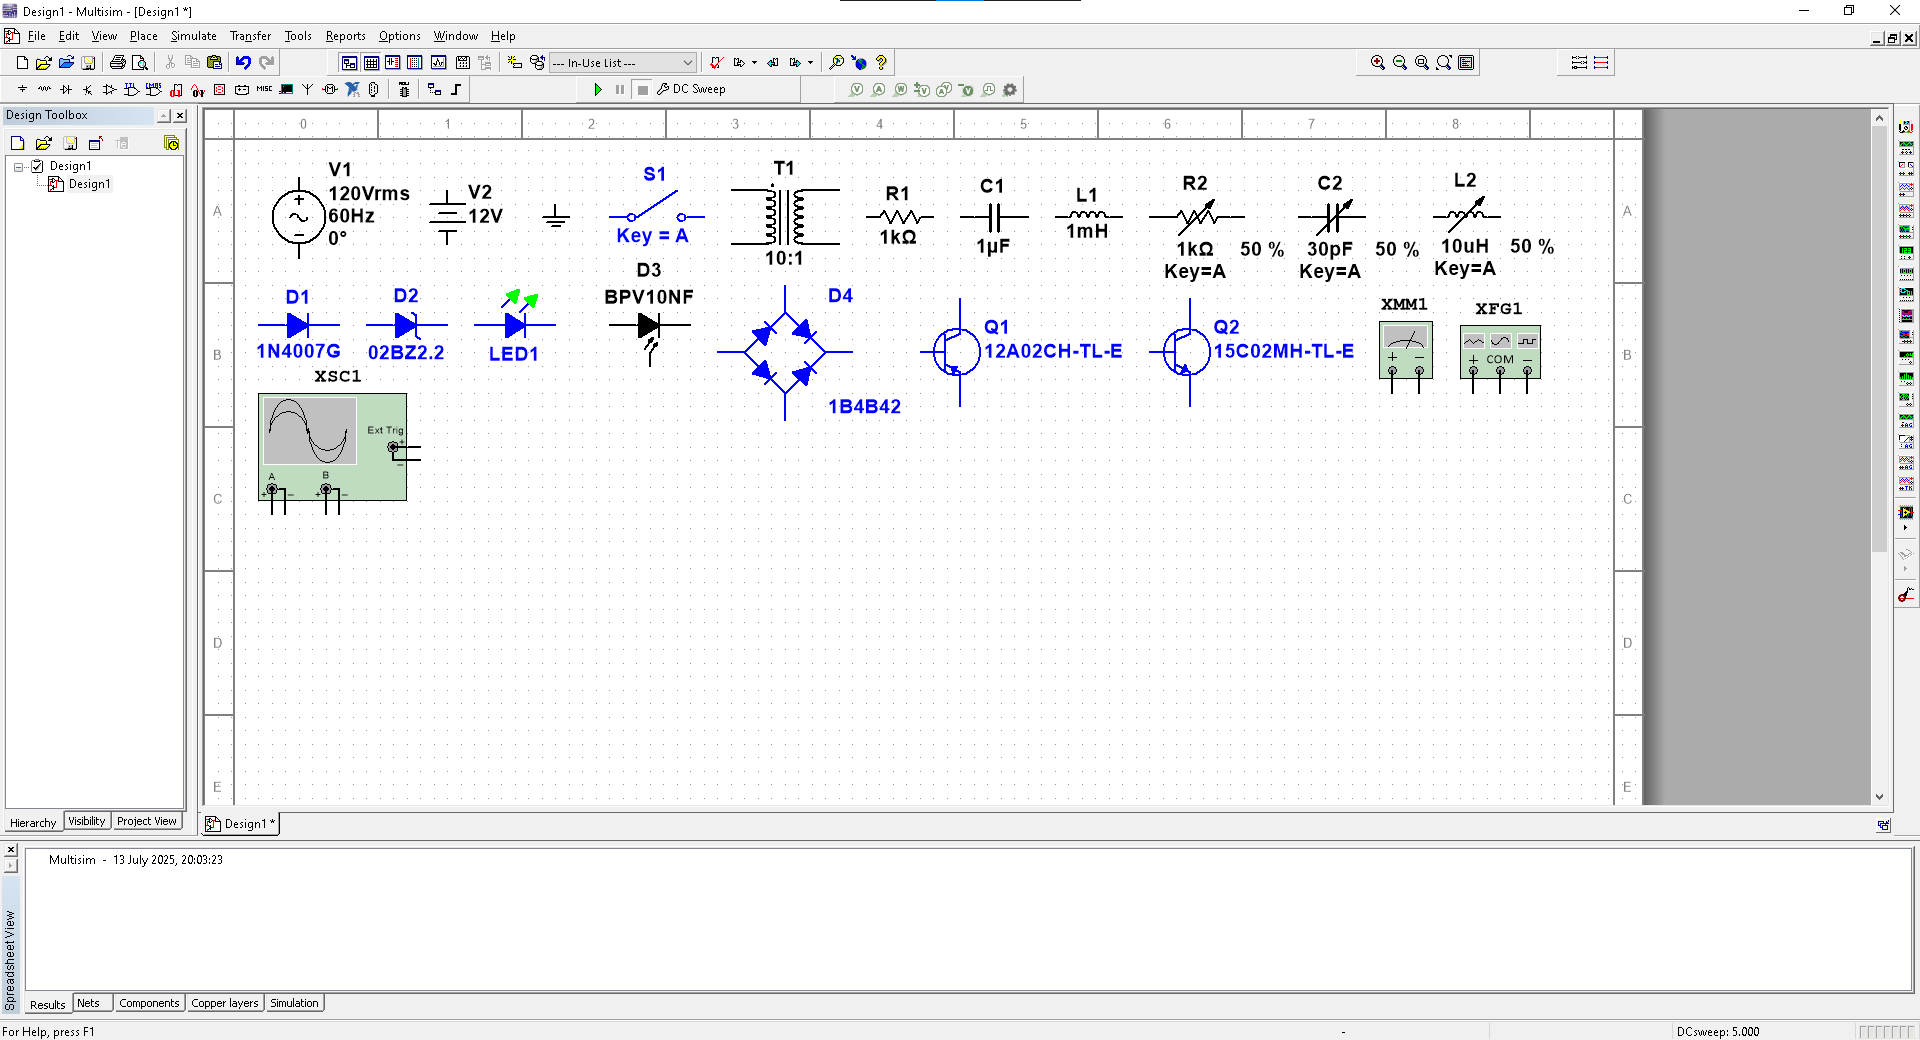 Design1 - Multisim - [Design1 *]
File Edit View Place Simulate Transfer Tools Reports Options Window Help
--- In-Use List ---
DC Sweep
Design Toolbox
Design1
Design1
Hierarchy Visibility Project View
0 1 2 3 4 5 6 7 8
A
B
C
D
E
A
B
C
D
E
V1
120Vrms
60Hz
0°
V2
12V
S1
Key = A
T1
10:1
R1
1kΩ
C1
1µF
L1
1mH
R2
1kΩ 50 %
Key=A
C2
30pF 50 %
Key=A
L2
10uH 50 %
Key=A
D1
1N4007G
D2
02BZ2.2
LED1
D3
BPV10NF
D4
1B4B42
Q1
12A02CH-TL-E
Q2
15C02MH-TL-E
XMM1
XFG1
COM
XSC1
Ext Trig
A B
Design1 *
Multisim - 13 July 2025, 20:03:23
Spreadsheet View
Results Nets Components Copper layers Simulation
For Help, press F1
-
DCsweep: 5.000